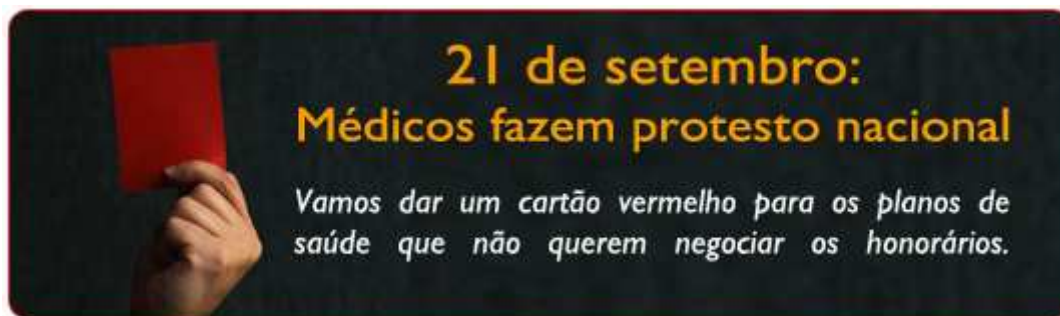 21 de setembro:
Médicos fazem protesto nacional
Vamos dar um cartão vermelho para os planos de
saúde que não querem negociar os honorários.